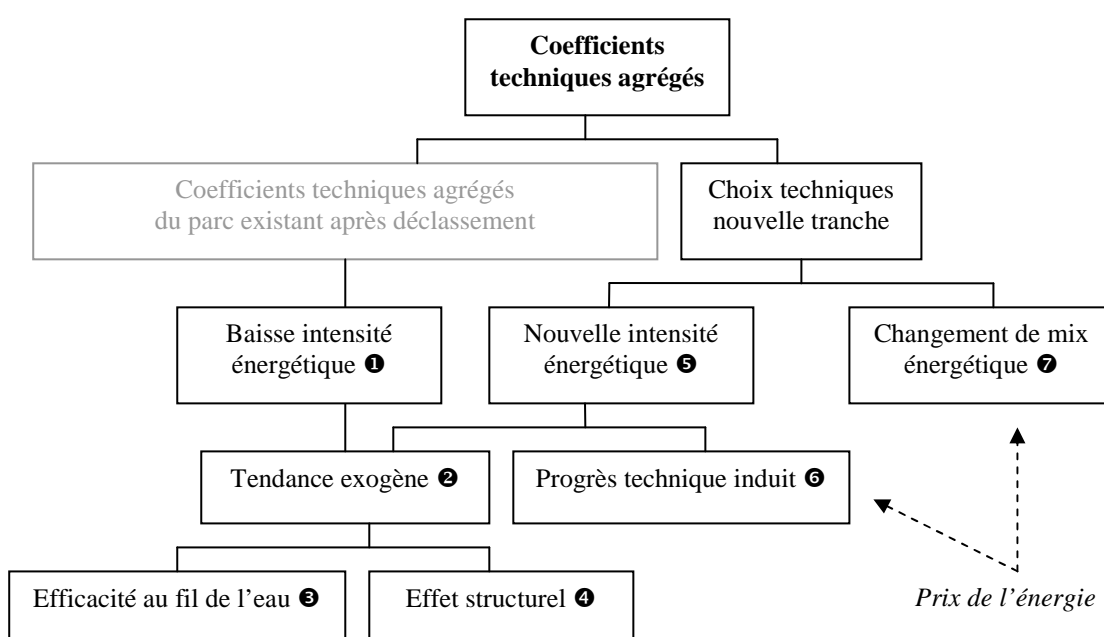 Coefficients
techniques agrégés
Coefficients techniques agrégés
du parc existant après déclassement
Choix techniques
nouvelle tranche
Baisse intensité
énergétique ❶
Nouvelle intensité
énergétique ❺
Changement de mix
énergétique ❼
Tendance exogène ❷
Progrès technique induit ❻
Efficacité au fil de l’eau ❸
Effet structurel ❹
Prix de l’énergie